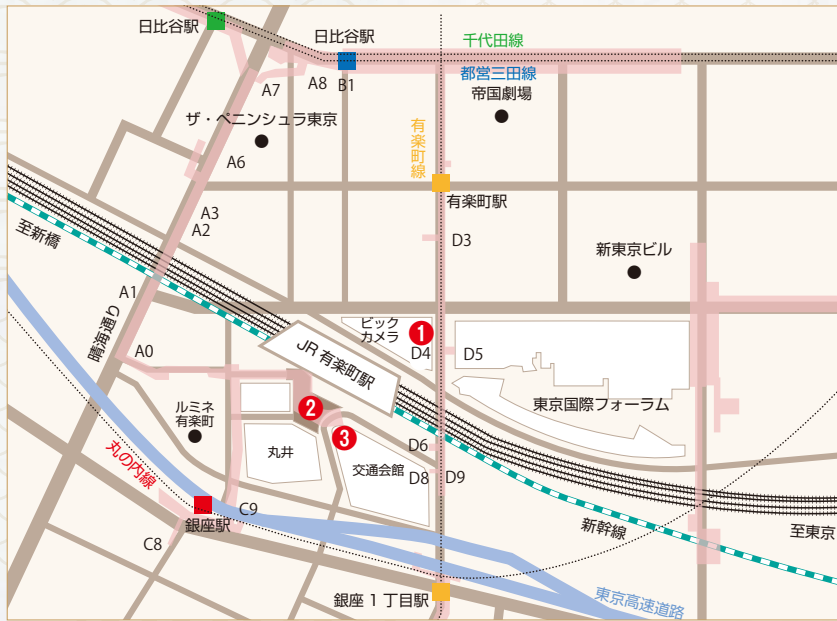 日比谷駅
日比谷駅
千代田線
都営三田線
A7
A8
B1
帝国劇場
ザ・ペニンシュラ東京
有楽町線
A6
有楽町駅
A3
A2
D3
至新橋
新東京ビル
A1
晴海通り
ビック
カメラ
1
D4
D5
A0
JR 有楽町駅
東京国際フォーラム
ルミネ
有楽町
2
3
丸井
交通会館
D6
D8
D9
丸の内線
銀座駅
C9
C8
新幹線
至東京
銀座 1 丁目駅
東京高速道路